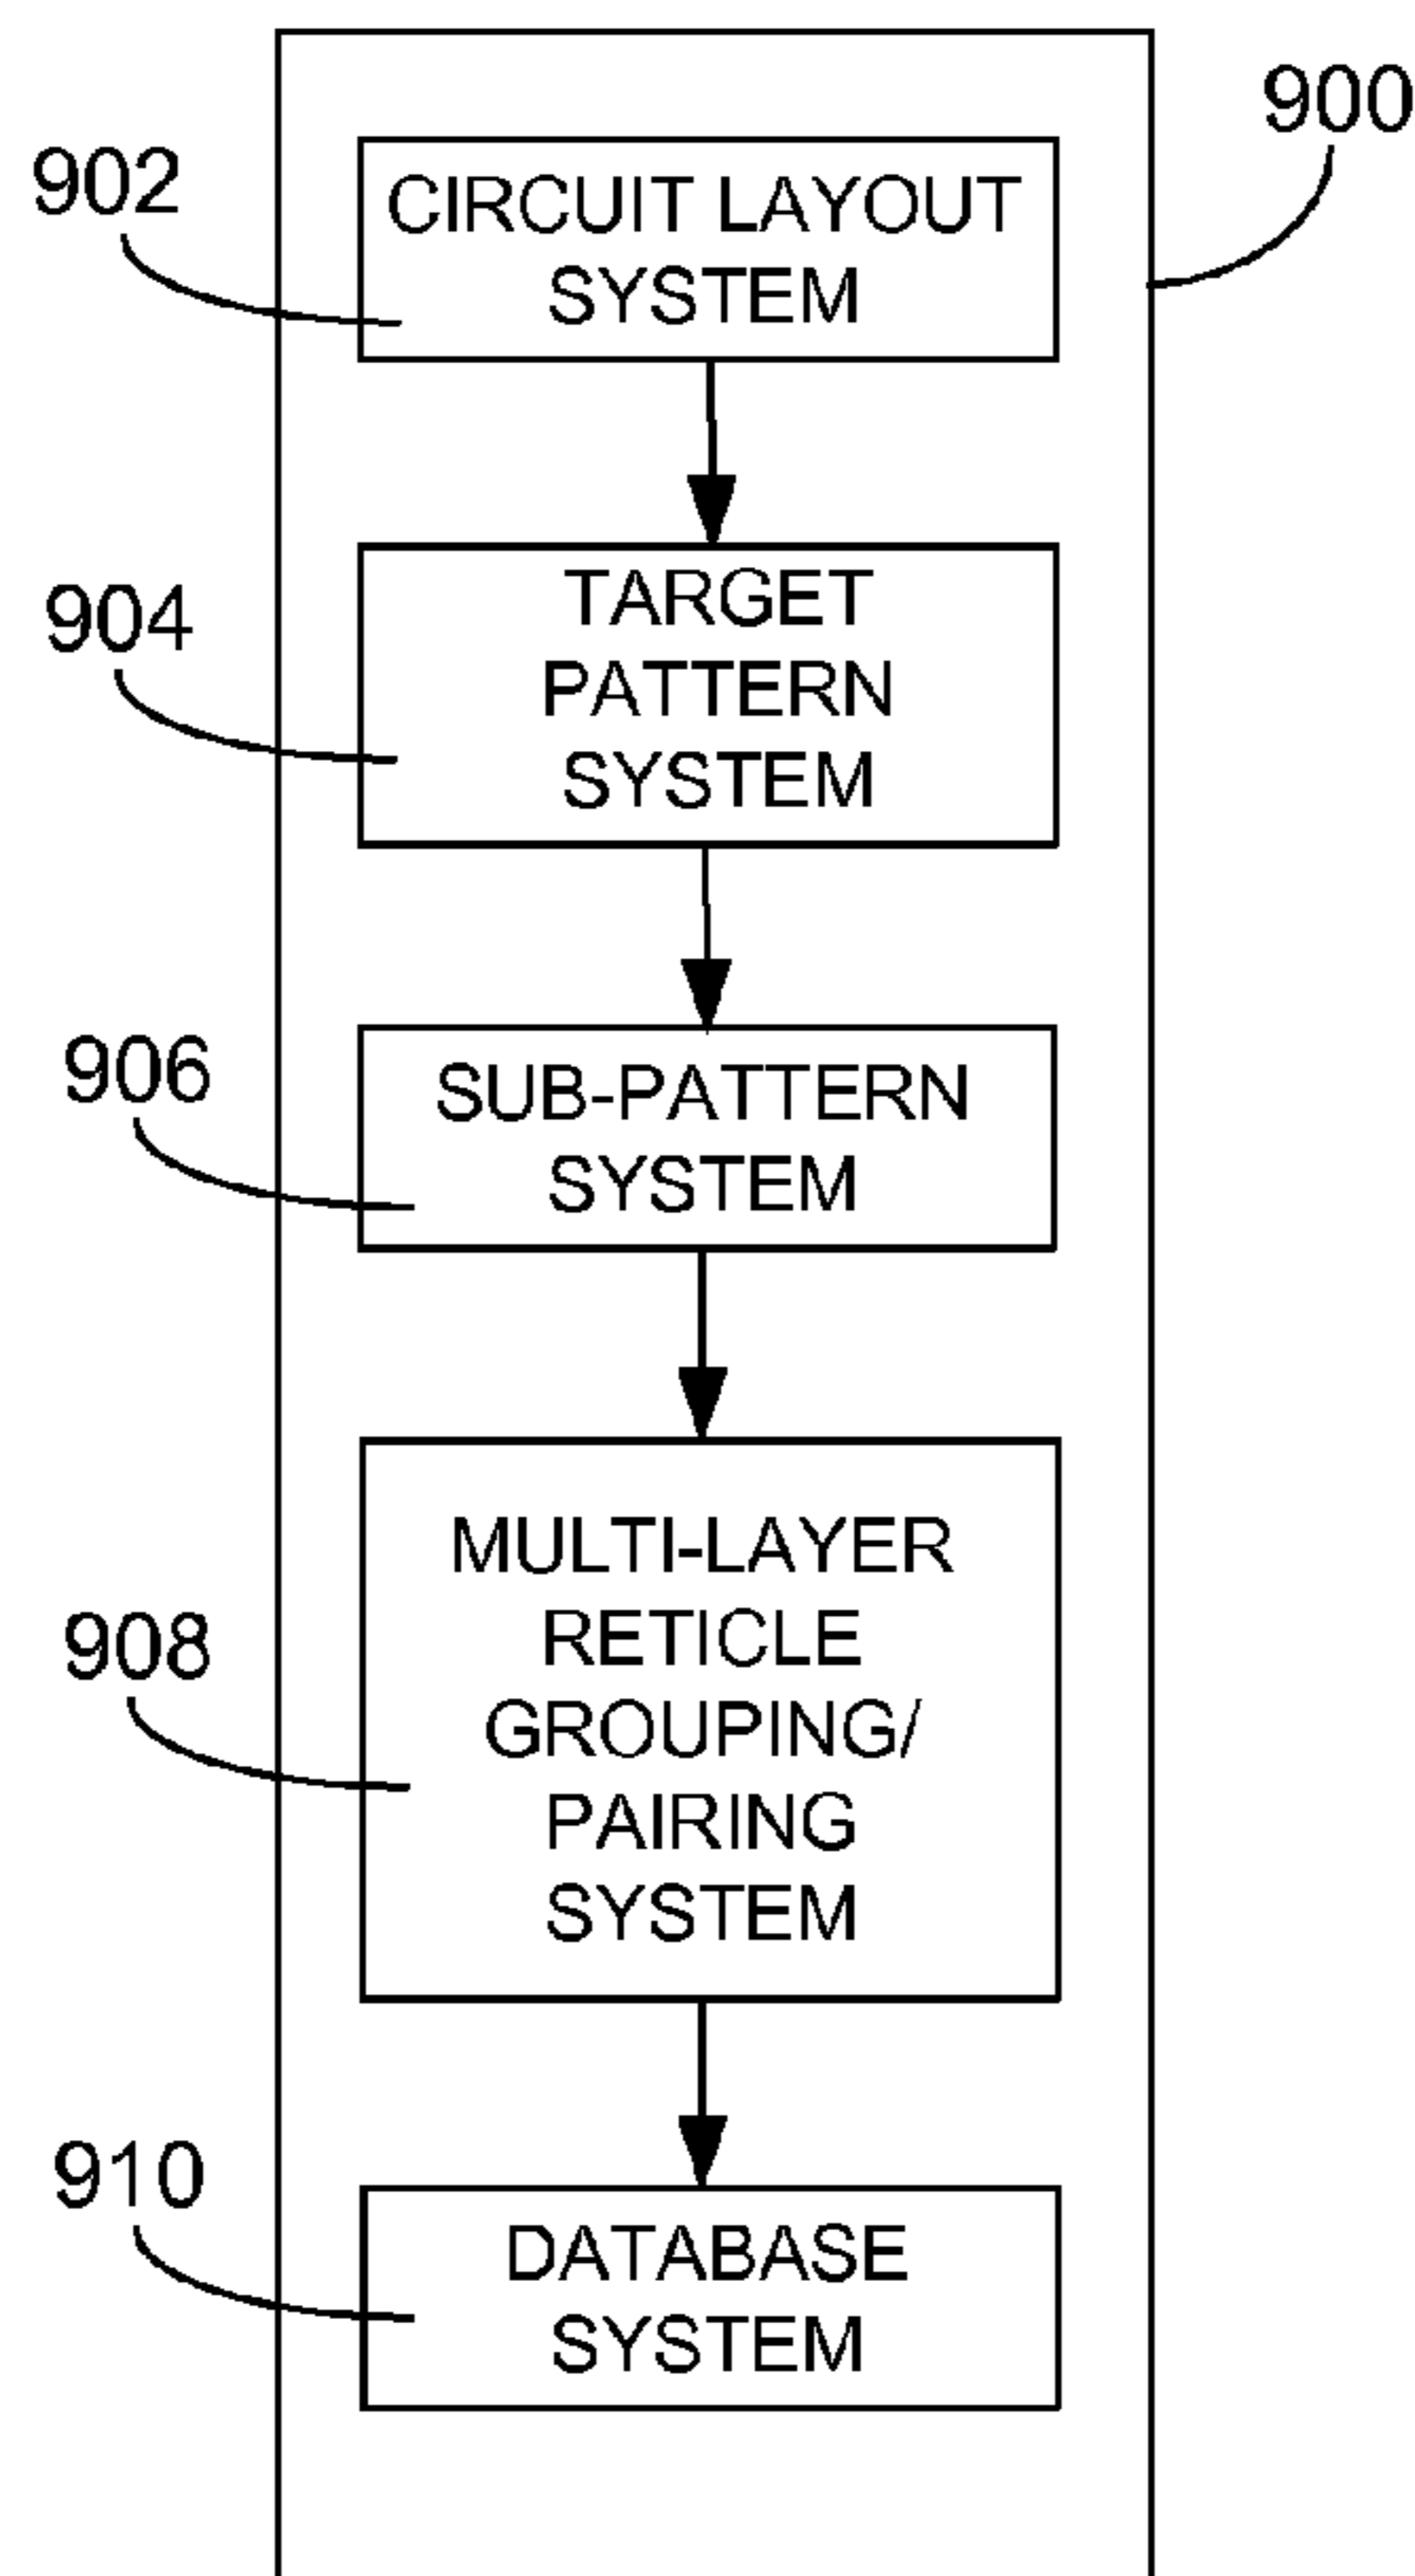 900
902
CIRCUIT LAYOUT
SYSTEM
904
TARGET
PATTERN
SYSTEM
906
SUB-PATTERN
SYSTEM
908
MULTI-LAYER
RETICLE
GROUPING/
PAIRING
SYSTEM
910
DATABASE
SYSTEM